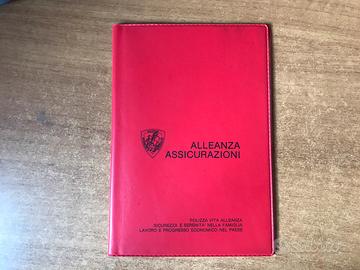 ALLEANZA
ASSICURAZIONI
POLIZZA VITA ALLEANZA
SICUREZZA E SERENITA' NELLA FAMIGLIA
LAVORO E PROGRESSO ECONOMICO NEL PAESE